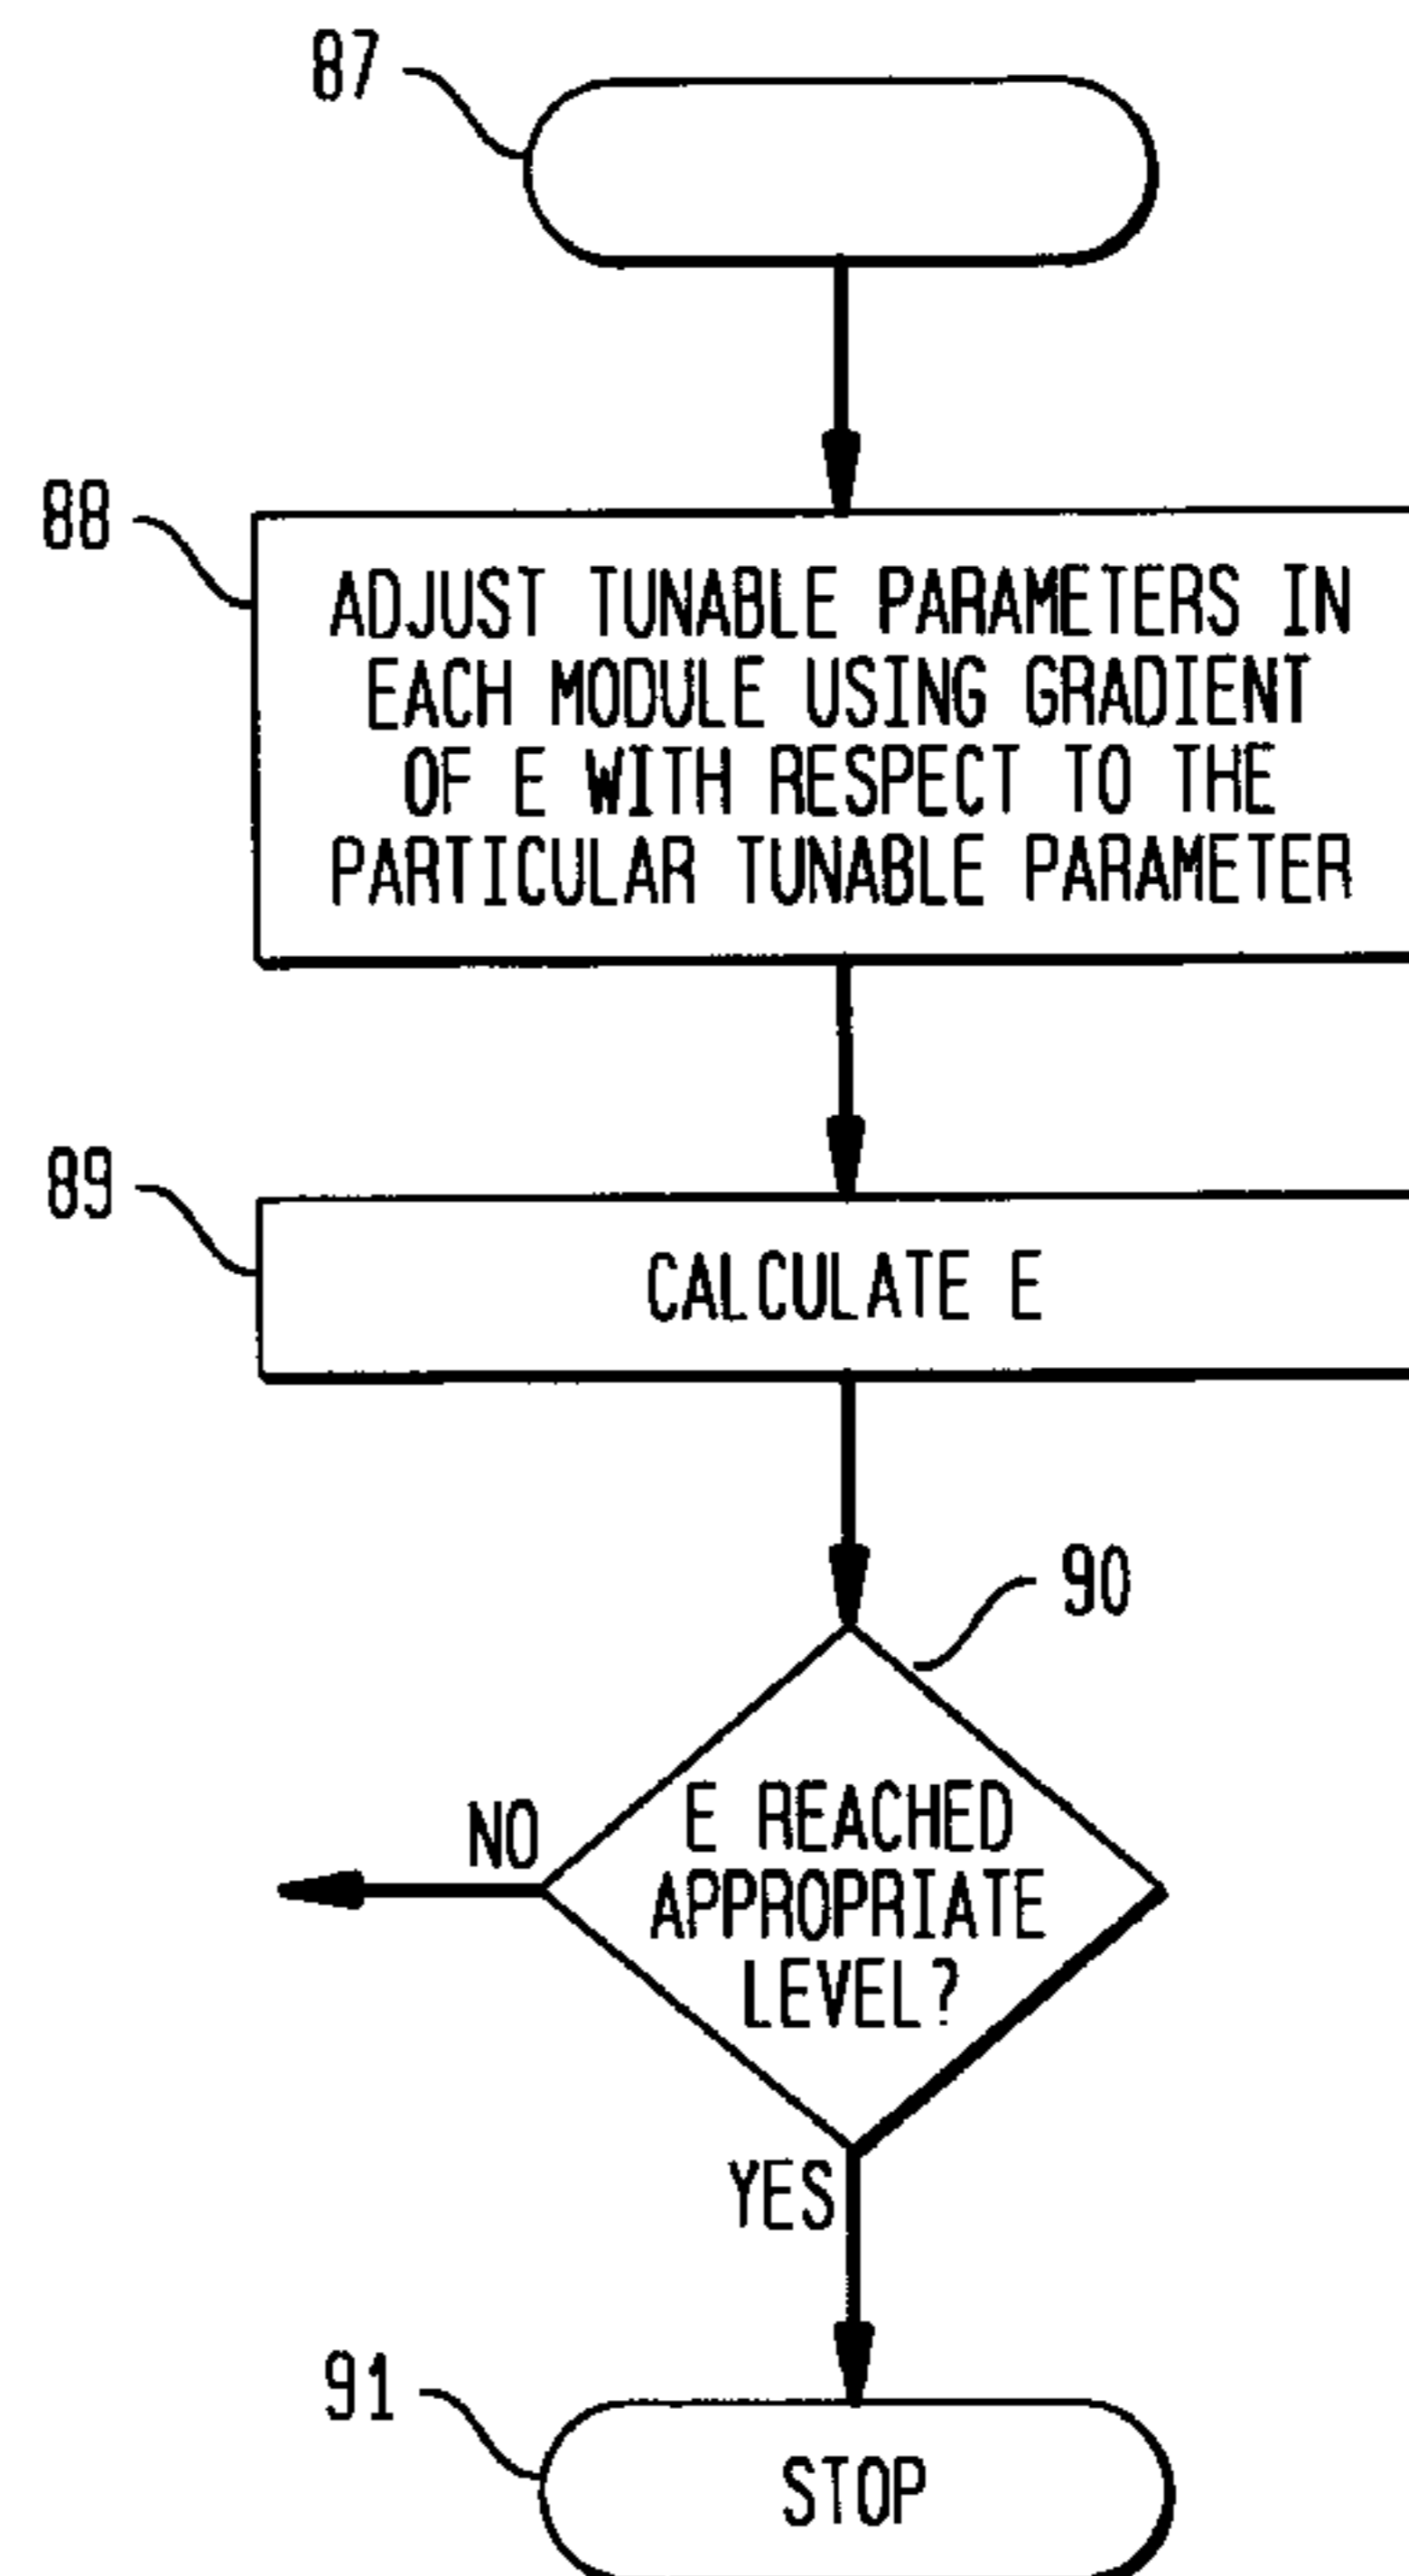 87
88
ADJUST TUNABLE PARAMETERS IN
EACH MODULE USING GRADIENT
OF E WITH RESPECT TO THE
PARTICULAR TUNABLE PARAMETER
89
CALCULATE E
90
E REACHED
APPROPRIATE
LEVEL?
NO
YES
91
STOP